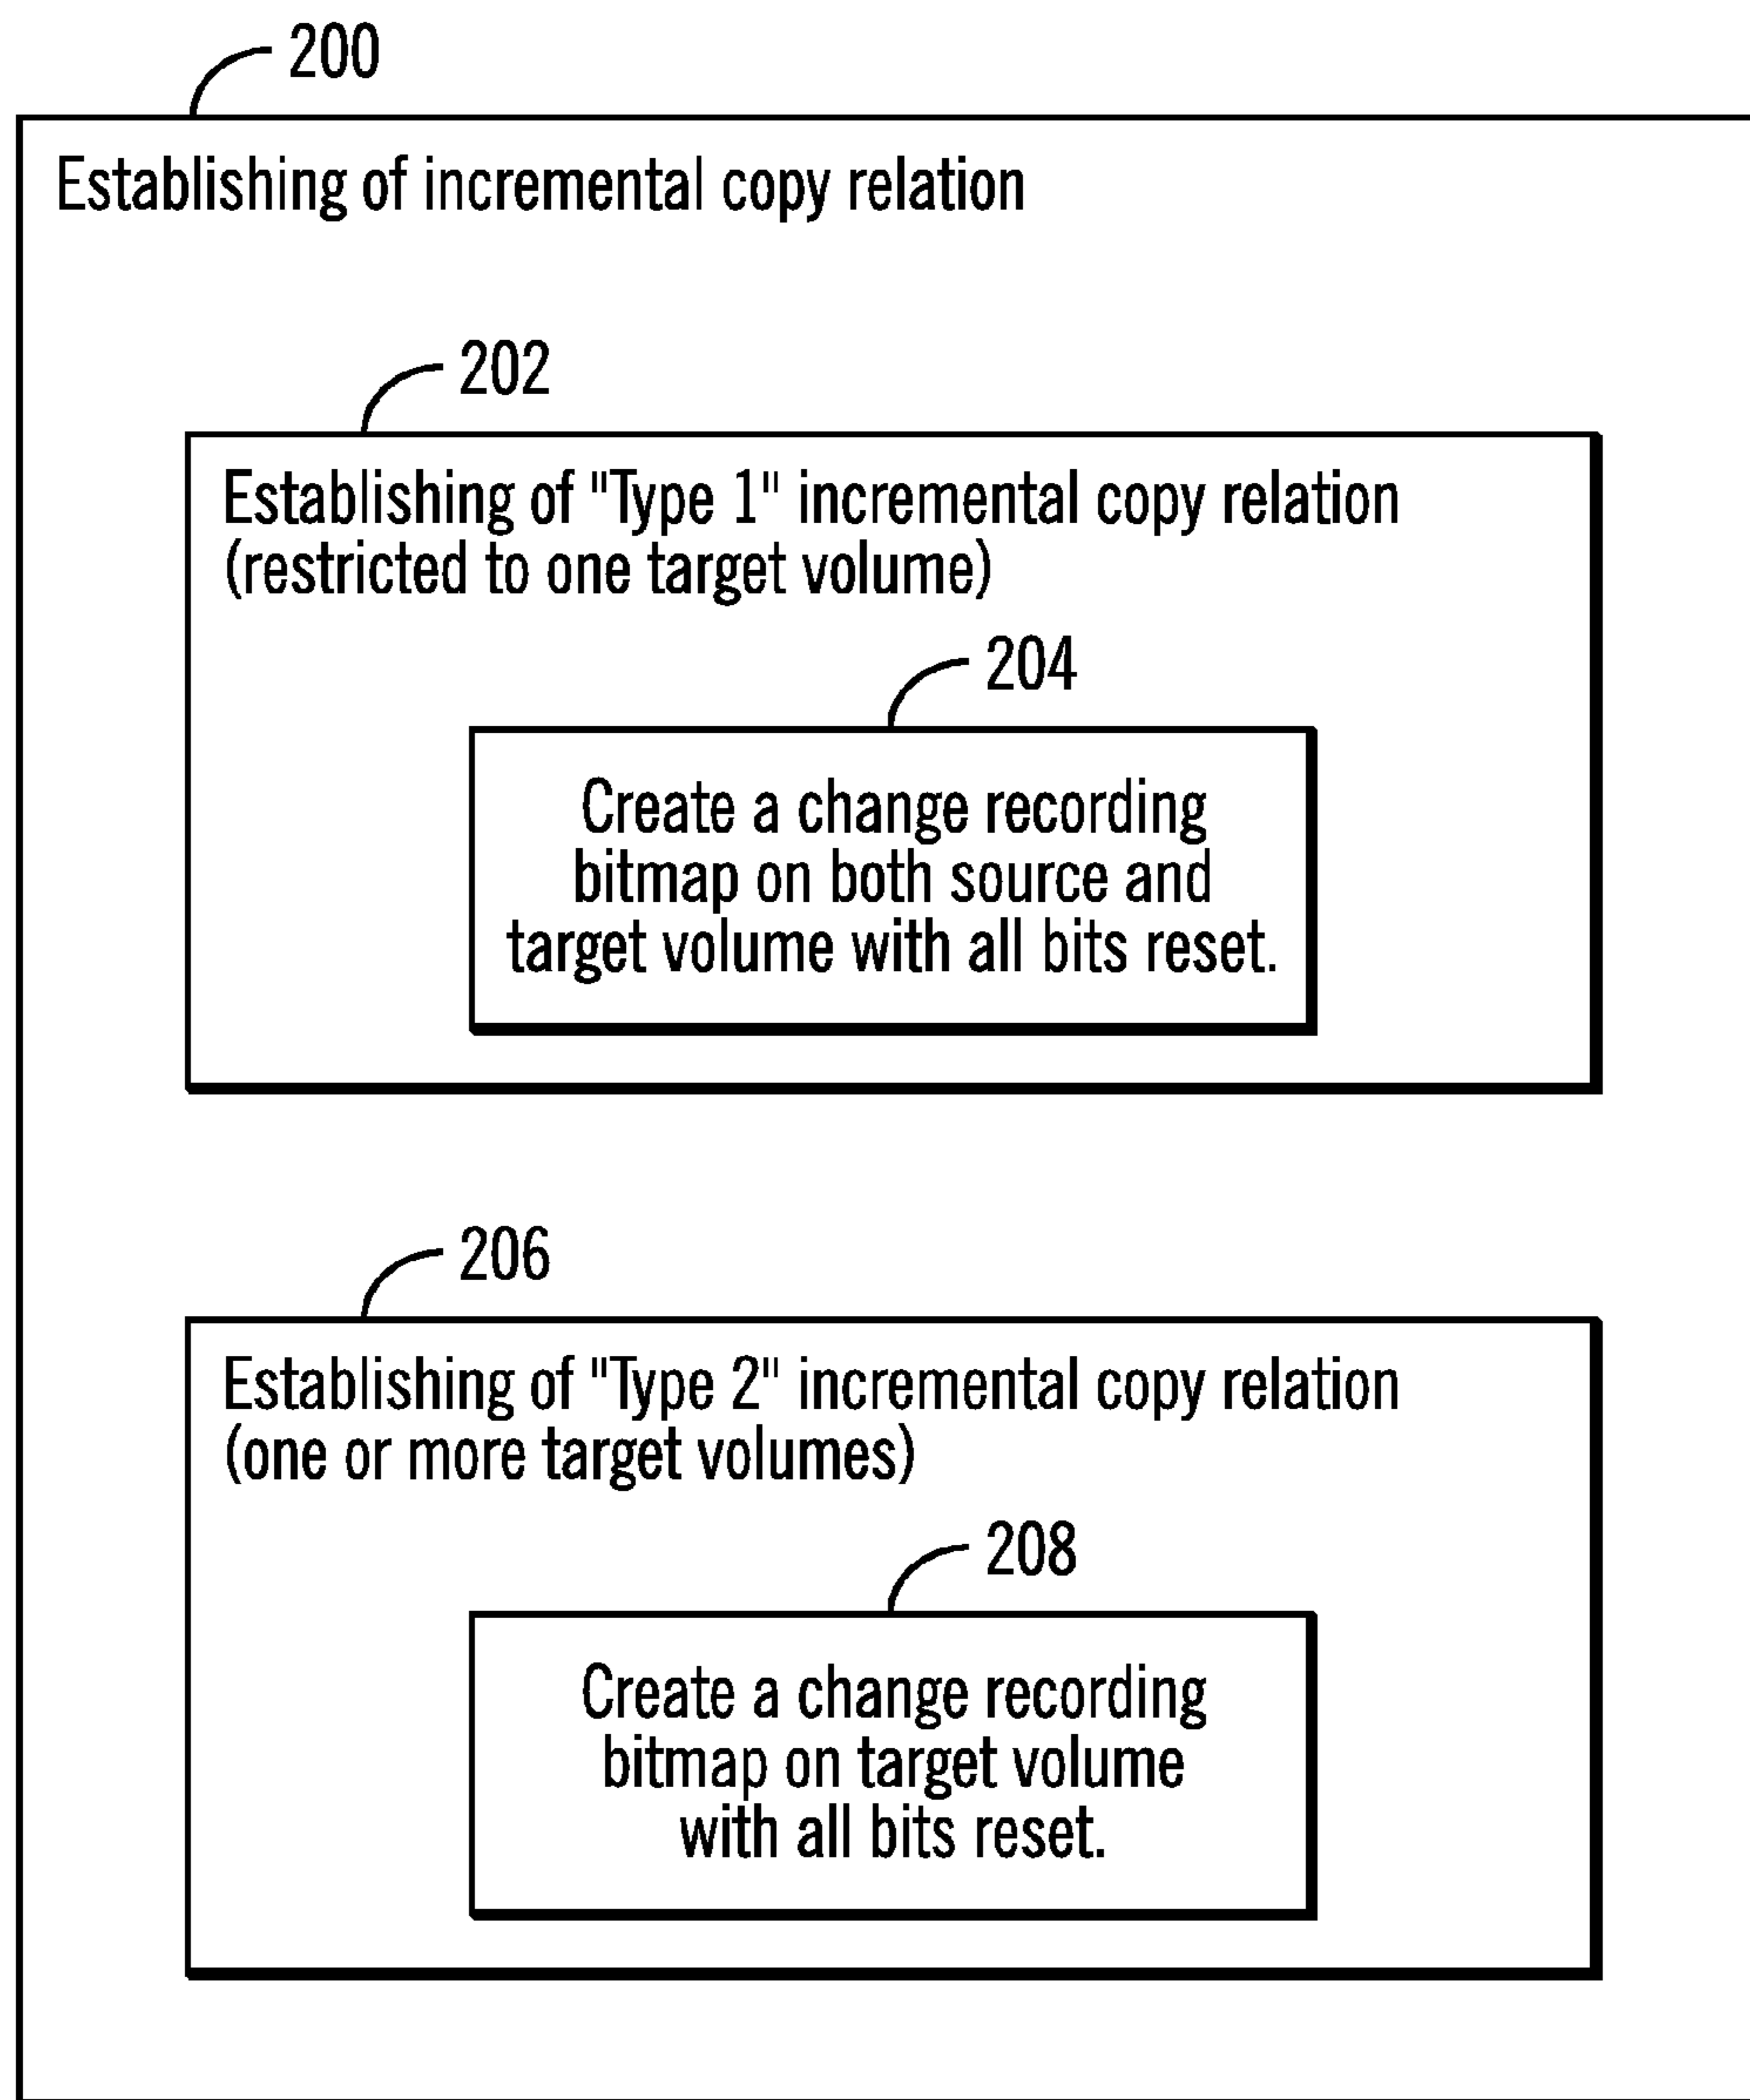 200
Establishing of incremental copy relation
202
Establishing of "Type 1" incremental copy relation
(restricted to one target volume)
204
Create a change recording
bitmap on both source and
target volume with all bits reset.
206
Establishing of "Type 2" incremental copy relation
(one or more target volumes)
208
Create a change recording
bitmap on target volume
with all bits reset.